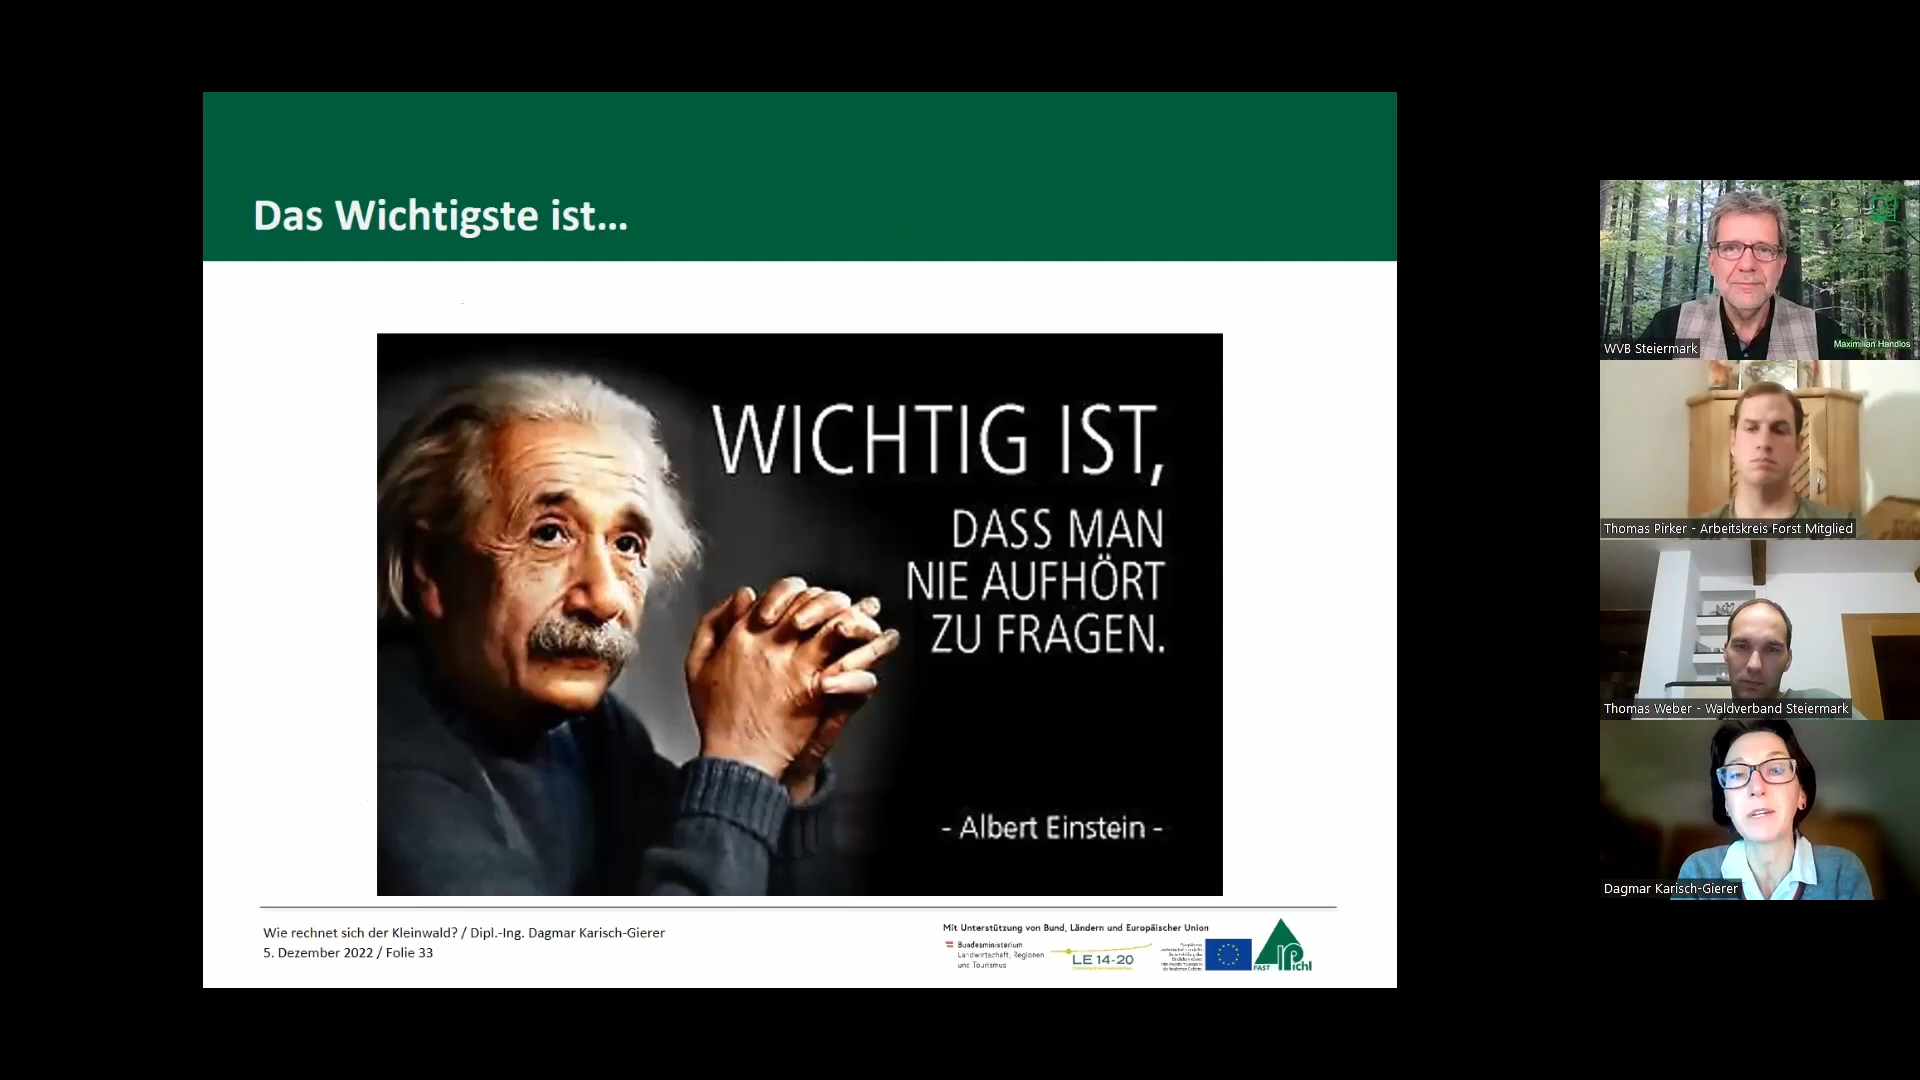 Das Wichtigste ist...
WICHTIG IST,
DASS MAN
NIE AUFHÖRT
ZU FRAGEN.
- Albert Einstein -
Wie rechnet sich der Kleinwald? / Dipl.-Ing. Dagmar Karisch-Gierer
5. Dezember 2022 / Folie 33
Mit Unterstützung von Bund, Ländern und Europäischer Union
Bundesministerium
Landwirtschaft, Regionen
und Tourismus
LE 14-20
FAST Pichl
Maximilian Handlos
WVB Steiermark
Thomas Pirker - Arbeitskreis Forst Mitglied
Thomas Weber - Waldverband Steiermark
Dagmar Karisch-Gierer